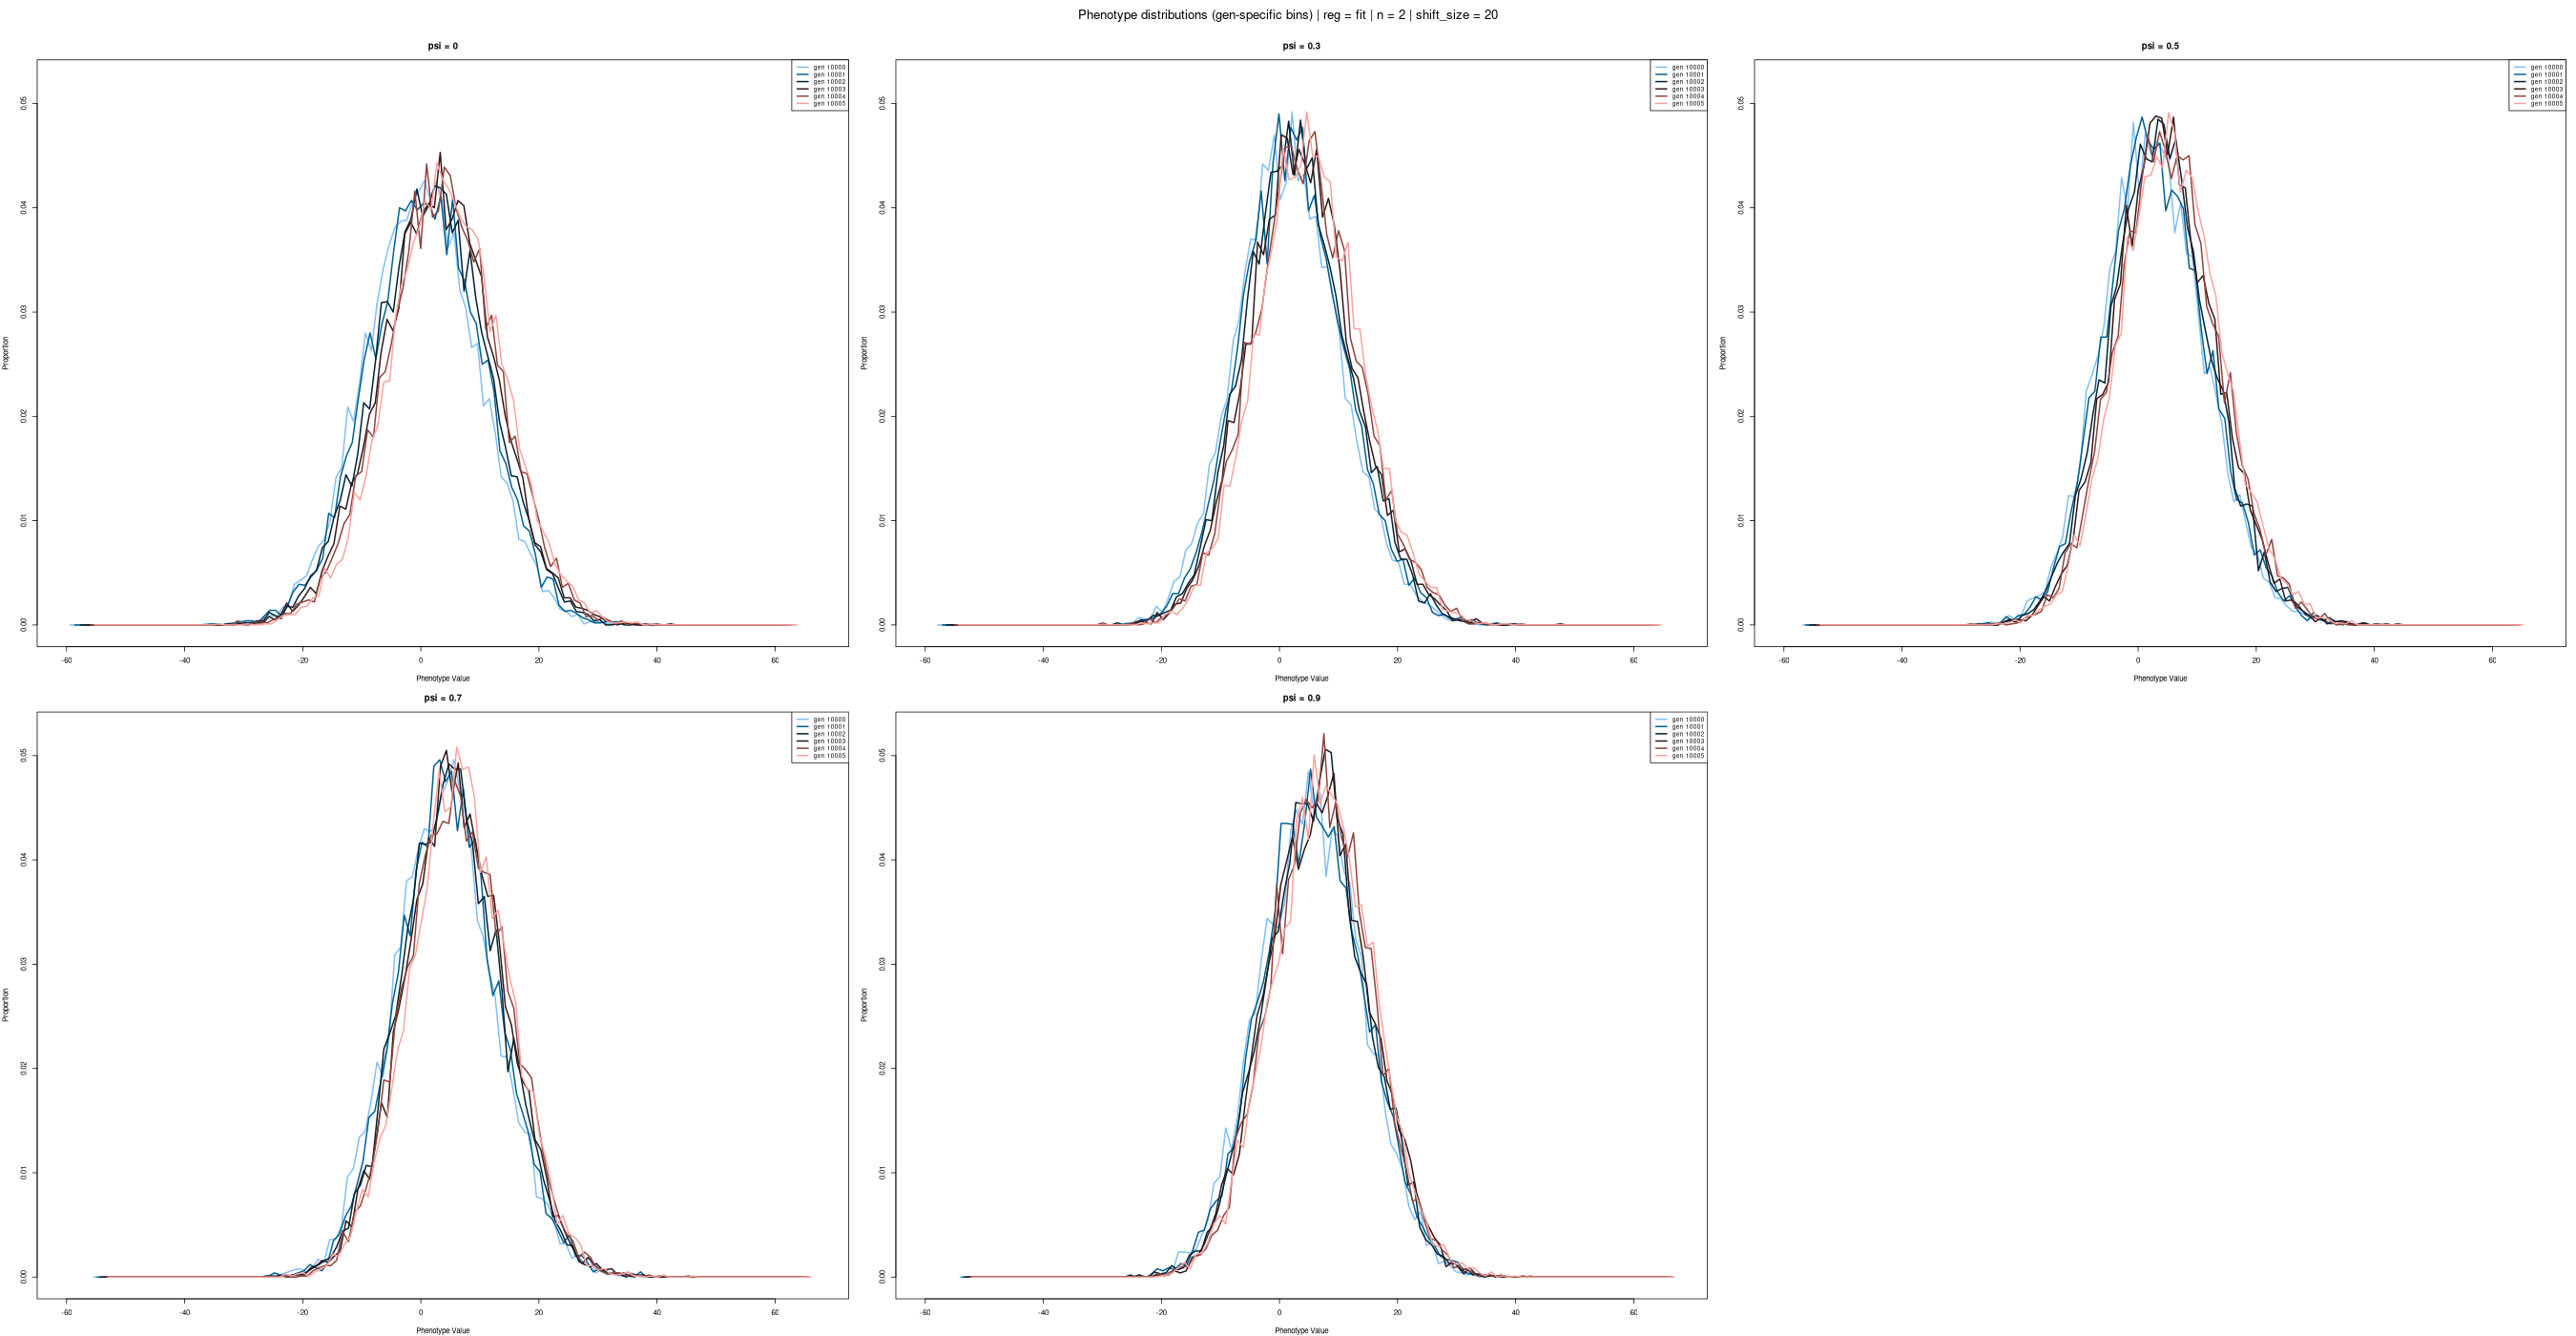 Phenotype distributions (gen-specific bins) | reg = fit | n = 2 | shift_size = 20
psi = 0
gen 10000
gen 10001
gen 10002
gen 10003
gen 10004
gen 10005
Proportion
0.05
0.04
0.03
0.02
0.01
0.00
-60 -40 -20 0 20 40 60
Phenotype Value
psi = 0.3
gen 10000
gen 10001
gen 10002
gen 10003
gen 10004
gen 10005
Proportion
0.05
0.04
0.03
0.02
0.01
0.00
-60 -40 -20 0 20 40 60
Phenotype Value
psi = 0.5
gen 10000
gen 10001
gen 10002
gen 10003
gen 10004
gen 10005
Proportion
0.05
0.04
0.03
0.02
0.01
0.00
-60 -40 -20 0 20 40 60
Phenotype Value
psi = 0.7
gen 10000
gen 10001
gen 10002
gen 10003
gen 10004
gen 10005
Proportion
0.05
0.04
0.03
0.02
0.01
0.00
-60 -40 -20 0 20 40 60
Phenotype Value
psi = 0.9
gen 10000
gen 10001
gen 10002
gen 10003
gen 10004
gen 10005
Proportion
0.05
0.04
0.03
0.02
0.01
0.00
-60 -40 -20 0 20 40 60
Phenotype Value